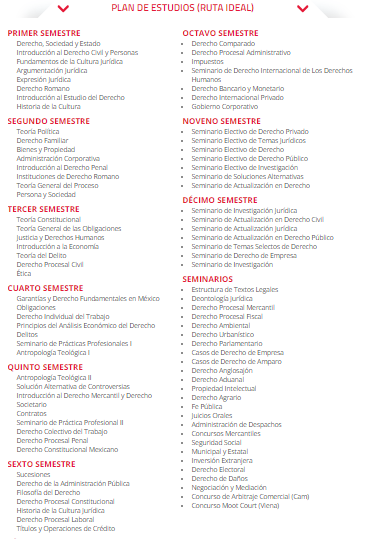 PLAN DE ESTUDIOS (RUTA IDEAL)
PRIMER SEMESTRE
Derecho, Sociedad y Estado
Introducción al Derecho Civil y Personas
Fundamentos de la Cultura Jurídica
Argumentación Jurídica
Expresión Jurídica
Derecho Romano
Introducción al Estudio del Derecho
Historia de la Cultura
SEGUNDO SEMESTRE
Teoría Política
Derecho Familiar
Bienes y Propiedad
Administración Corporativa
Introducción al Derecho Penal
Instituciones de Derecho Romano
Teoría General del Proceso
Persona y Sociedad
TERCER SEMESTRE
Teoría Constitucional
Teoría General de las Obligaciones
Justicia y Derechos Humanos
Introducción a la Economía
Teoría del Delito
Derecho Procesal Civil
Ética
CUARTO SEMESTRE
Garantías y Derecho Fundamentales en México
Obligaciones
Derecho Individual del Trabajo
Principios del Análisis Económico del Derecho
Delitos
Seminario de Prácticas Profesionales I
Antropología Teológica I
QUINTO SEMESTRE
Antropología Teológica II
Solución Alternativa de Controversias
Introducción al Derecho Mercantil y Derecho
Societario
Contratos
Seminario de Práctica Profesional II
Derecho Colectivo del Trabajo
Derecho Procesal Penal
Derecho Constitucional Mexicano
SEXTO SEMESTRE
Sucesiones
Derecho de la Administración Pública
Filosofía del Derecho
Derecho Procesal Constitucional
Historia de la Cultura Jurídica
Derecho Procesal Laboral
Títulos y Operaciones de Crédito
OCTAVO SEMESTRE
• Derecho Comparado
• Derecho Procesal Administrativo
• Impuestos
• Seminario de Derecho Internacional de Los Derechos
Humanos
• Derecho Bancario y Monetario
• Derecho Internacional Privado
• Gobierno Corporativo
NOVENO SEMESTRE
• Seminario Electivo de Derecho Privado
• Seminario Electivo de Temas Jurídicos
• Seminario Electivo de Derecho
• Seminario Electivo de Derecho Público
• Seminario Electivo de Investigación
• Seminario de Soluciones Alternativas
• Seminario de Actualización en Derecho
DÉCIMO SEMESTRE
• Seminario de Investigación Jurídica
• Seminario de Actualización en Derecho Civil
• Seminario de Actualización Jurídica
• Seminario de Actualización en Derecho Público
• Seminario de Temas Selectos de Derecho
• Seminario de Derecho de Empresa
• Seminario de Investigación
SEMINARIOS
• Estructura de Textos Legales
• Deontología Jurídica
• Derecho Procesal Mercantil
• Derecho Procesal Fiscal
• Derecho Ambiental
• Derecho Urbanístico
• Derecho Parlamentario
• Casos de Derecho de Empresa
• Casos de Derecho de Amparo
• Derecho Anglosajón
• Derecho Aduanal
• Propiedad Intelectual
• Derecho Agrario
• Fe Pública
• Juicios Orales
• Administración de Despachos
• Concursos Mercantiles
• Seguridad Social
• Municipal y Estatal
• Inversión Extranjera
• Derecho Electoral
• Derecho de Daños
• Negociación y Mediación
• Concurso de Arbitraje Comercial (Cam)
• Concurso Moot Court (Viena)